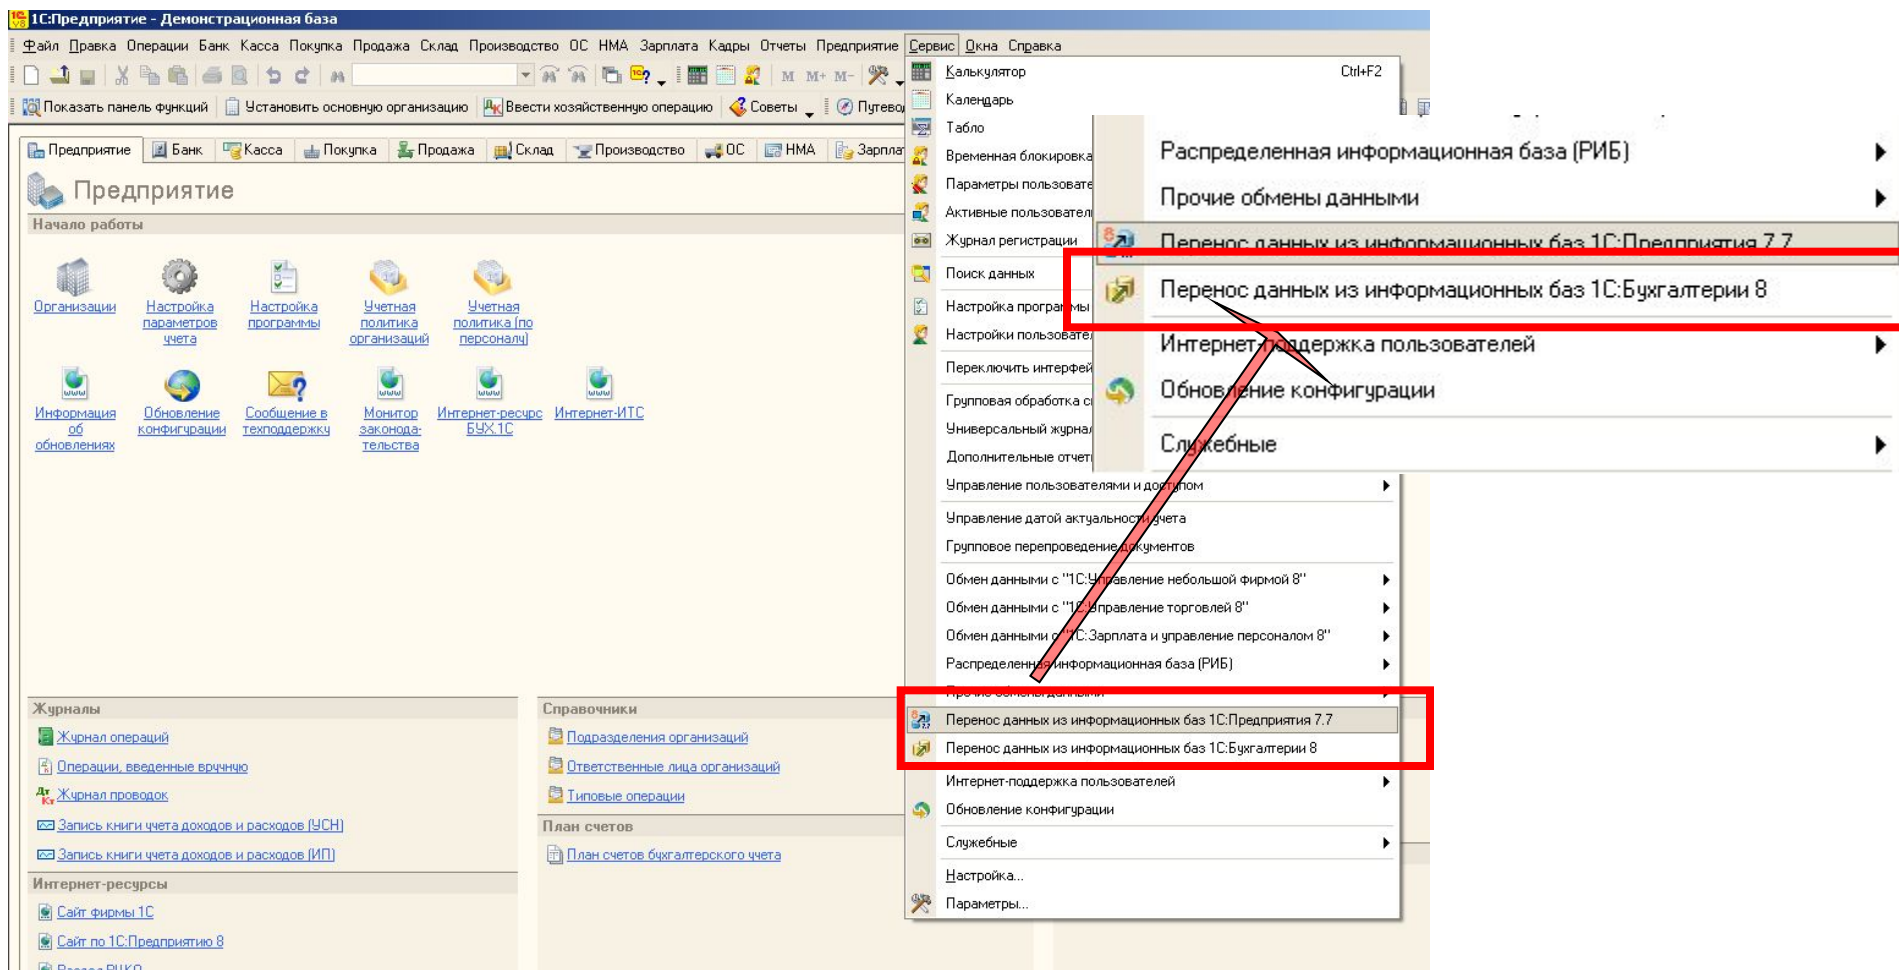 1С:Предприятие - Демонстрационная база
Файл Правка Операции Банк Касса Покупка Продажа Склад Производство ОС НМА Зарплата Кадры Отчеты Предприятие Сервис Окна Справка
M M+ M-
Показать панель функций Установить основную организацию Ввести хозяйственную операцию Советы
Предприятие Банк Касса Покупка Продажа Склад Производство ОС НМА
Предприятие
Начало работы
Организации
Настройка параметров учета
Настройка программы
Учетная политика организаций
Учетная политика (по персоналу)
Информация об обновлениях
Обновление конфигурации
Сообщение в техподдержку
Монитор законода-
тельства
Интернет-ресурс БУХ.1С
Интернет-ИТС
Журналы
Журнал операций
Операции, введенные вручную
Журнал проводок
Запись книги учета доходов и расходов (УСН)
Запись книги учета доходов и расходов (ИП)
Интернет-ресурсы
Сайт фирмы 1С
Сайт по 1С:Предприятию 8
Справочники
Подразделения организаций
Ответственные лица организаций
Типовые операции
План счетов
План счетов бухгалтерского учета
Калькулятор Ctrl+F2
Календарь
Табло
Временная блокировка
Параметры
Активные
Журнал регистрации
Поиск данных
Настройка программы
Настройки
Переключить
Групповая обработка
Универсальный
Дополнительные
Управление пользователями и доступом
Управление датой актуальности учета
Групповое перепроведение документов
Обмен данными с "1С:Управление небольшой фирмой 8"
Обмен данными с "1С:Управление торговлей 8"
Обмен данными с "1С:Зарплата и управление персоналом 8"
Распределенная информационная база (РИБ)
Прочие обмены данными
Перенос данных из информационных баз 1С:Предприятия 7.7
Перенос данных из информационных баз 1С:Бухгалтерии 8
Интернет-поддержка пользователей
Обновление конфигурации
Служебные
Настройка...
Параметры...
Распределенная информационная база (РИБ)
Прочие обмены данными
Перенос данных из информационных баз 1С:Предприятия 7.7
Перенос данных из информационных баз 1С:Бухгалтерии 8
Интернет-поддержка пользователей
Обновление конфигурации
Служебные